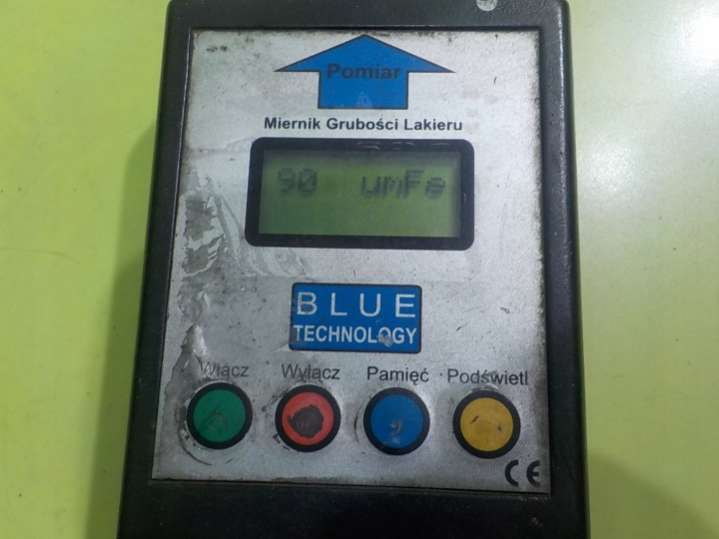 Pomiar
Miernik Grubości Lakieru
90 umFe
BLUE
TECHNOLOGY
Włącz Wyłącz Pamięć Podświetl
CE